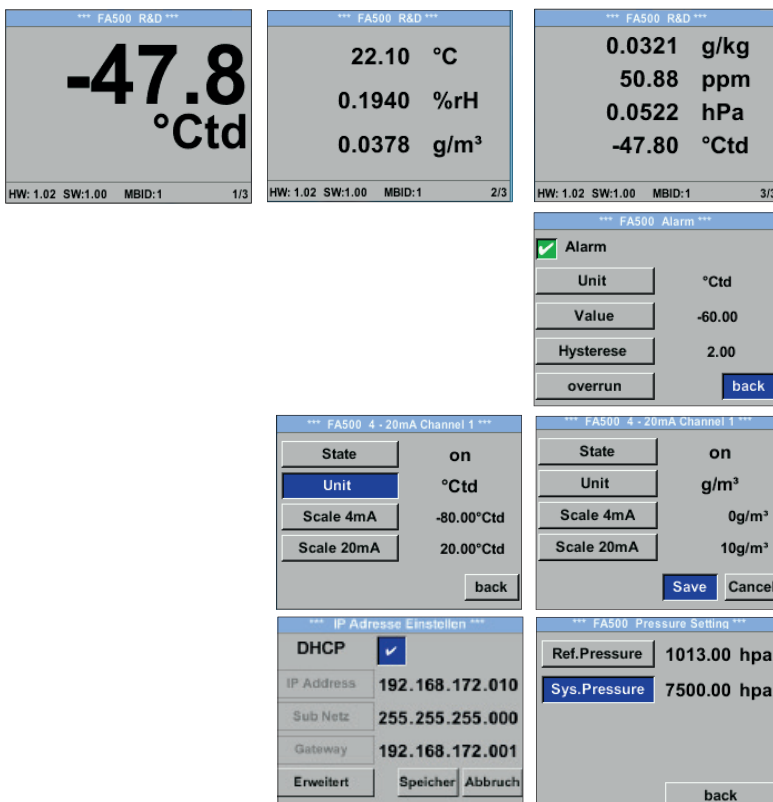 *** FA500 R&D ***
-47.8
°Ctd
HW: 1.02 SW:1.00 MBID:1 1/3
*** FA500 R&D ***
22.10 °C
0.1940 %rH
0.0378 g/m³
HW: 1.02 SW:1.00 MBID:1 2/3
*** FA500 R&D ***
0.0321 g/kg
50.88 ppm
0.0522 hPa
-47.80 °Ctd
HW: 1.02 SW:1.00 MBID:1 3/3
*** FA500 Alarm ***
Alarm
Unit °Ctd
Value -60.00
Hysterese 2.00
overrun back
*** FA500 4 - 20mA Channel 1 ***
State on
Unit °Ctd
Scale 4mA -80.00°Ctd
Scale 20mA 20.00°Ctd
back
*** FA500 4 - 20mA Channel 1 ***
State on
Unit g/m³
Scale 4mA 0g/m³
Scale 20mA 10g/m³
Save Cancel
*** IP Adresse Einstellen ***
DHCP
IP Address 192.168.172.010
Sub Netz 255.255.255.000
Gateway 192.168.172.001
Erweitert Speicher Abbruch
*** FA500 Pressure Setting ***
Ref.Pressure 1013.00 hpa
Sys.Pressure 7500.00 hpa
back